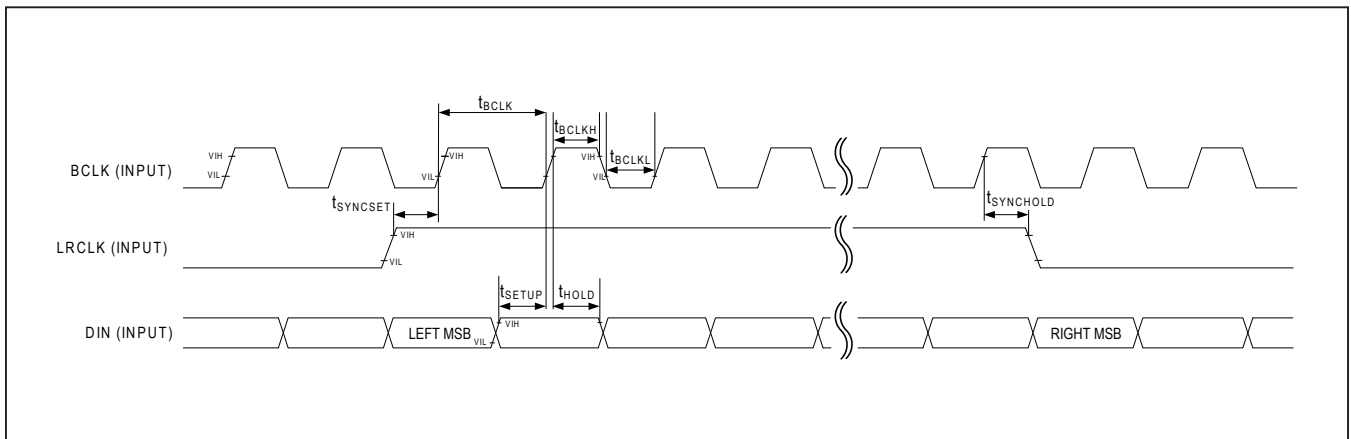 tBCLK
tBCLKH
tBCLKL
BCLK (INPUT)
VIH
VIL
VIH
VIL
VIH
VIL
tSYNCSET
tSYNCHOLD
LRCLK (INPUT)
VIH
VIL
tSETUP
tHOLD
DIN (INPUT)
LEFT MSB
VIL
VIH
RIGHT MSB